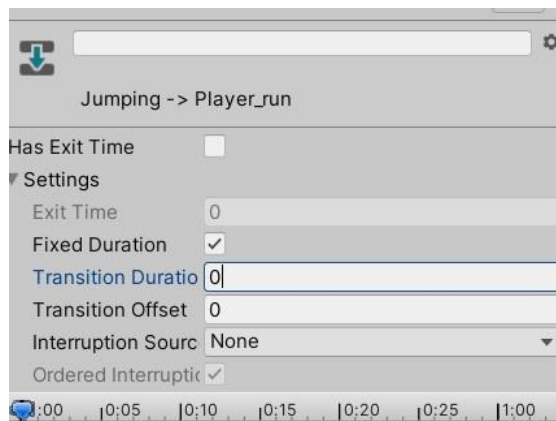 Jumping -> Player_run
Has Exit Time
Settings
Exit Time 0
Fixed Duration
Transition Duratio 0
Transition Offset 0
Interruption Sourc None
Ordered Interruptic
:00 0:05 0:10 0:15 0:20 0:25 1:00